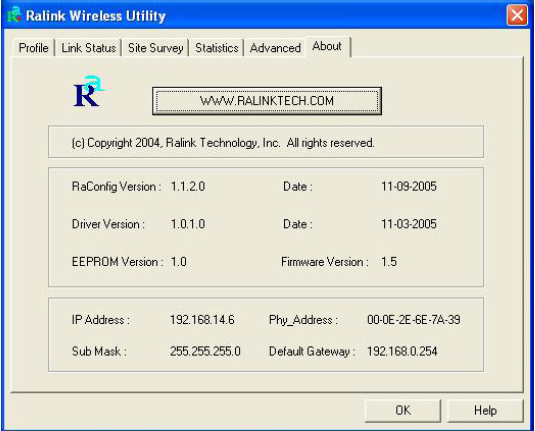 Ralink Wireless Utility
Profile Link Status Site Survey Statistics Advanced About
Ra
WWW.RALINKTECH.COM
(c) Copyright 2004, Ralink Technology, Inc. All rights reserved.
RaConfig Version : 1.1.2.0 Date : 11-09-2005
Driver Version : 1.0.1.0 Date : 11-03-2005
EEPROM Version : 1.0 Firmware Version : 1.5
IP Address : 192.168.14.6 Phy_Address : 00-0E-2E-6E-7A-39
Sub Mask : 255.255.255.0 Default Gateway : 192.168.0.254
OK Help